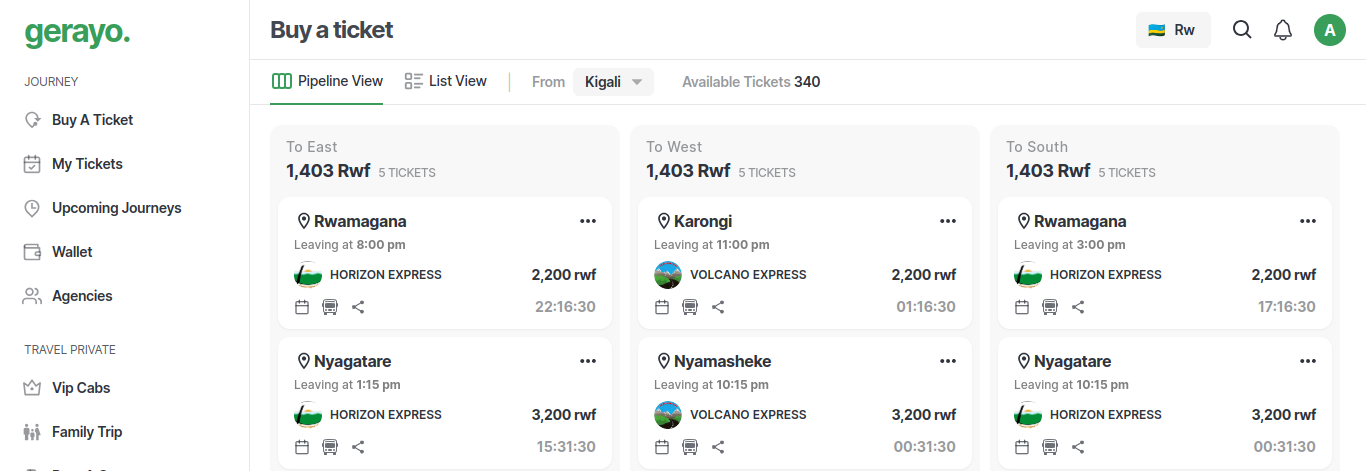 gerayo.
JOURNEY
Buy A Ticket
My Tickets
Upcoming Journeys
Wallet
Agencies
TRAVEL PRIVATE
Vip Cabs
Family Trip
Buy a ticket
Rw
A
Pipeline View
List View
From
Kigali
Available Tickets 340
To East
1,403 Rwf 5 TICKETS
Rwamagana
Leaving at 8:00 pm
HORIZON EXPRESS 2,200 rwf
22:16:30
Nyagatare
Leaving at 1:15 pm
HORIZON EXPRESS 3,200 rwf
15:31:30
To West
1,403 Rwf 5 TICKETS
Karongi
Leaving at 11:00 pm
VOLCANO EXPRESS 2,200 rwf
01:16:30
Nyamasheke
Leaving at 10:15 pm
VOLCANO EXPRESS 3,200 rwf
00:31:30
To South
1,403 Rwf 5 TICKETS
Rwamagana
Leaving at 3:00 pm
HORIZON EXPRESS 2,200 rwf
17:16:30
Nyagatare
Leaving at 10:15 pm
HORIZON EXPRESS 3,200 rwf
00:31:30